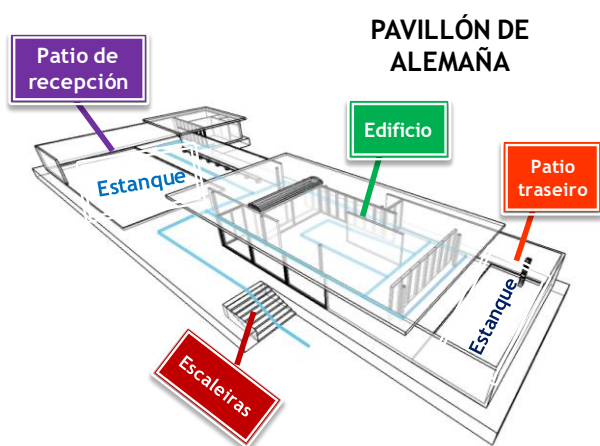 PAVILLÓN DE
ALEMAÑA
Patio de
recepción
Edificio
Patio
traseiro
Estanque
Estanque
Escaleiras